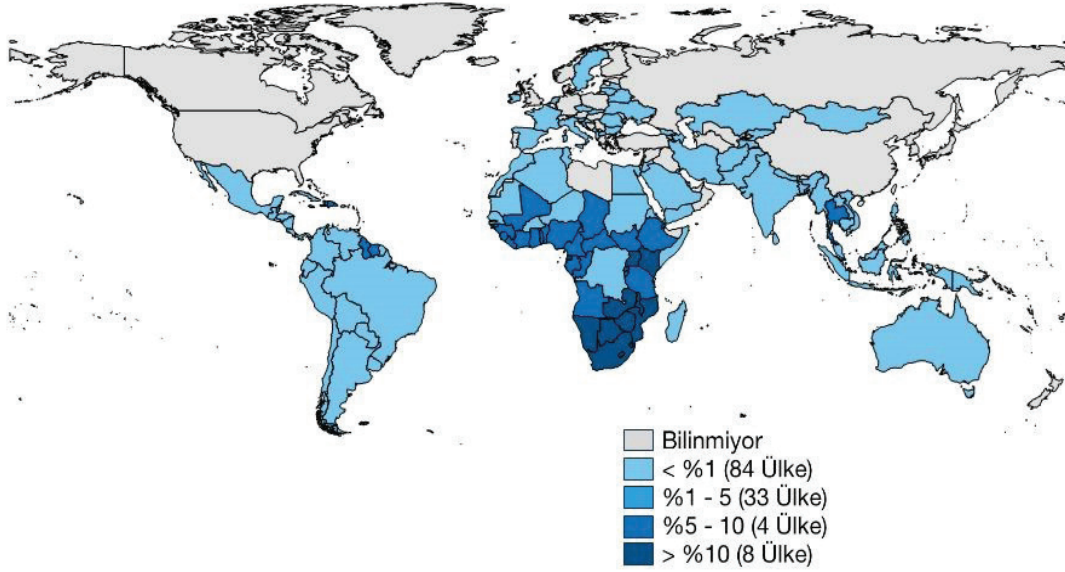 Bilinmiyor
< %1 (84 Ülke)
%1 - 5 (33 Ülke)
%5 - 10 (4 Ülke)
> %10 (8 Ülke)